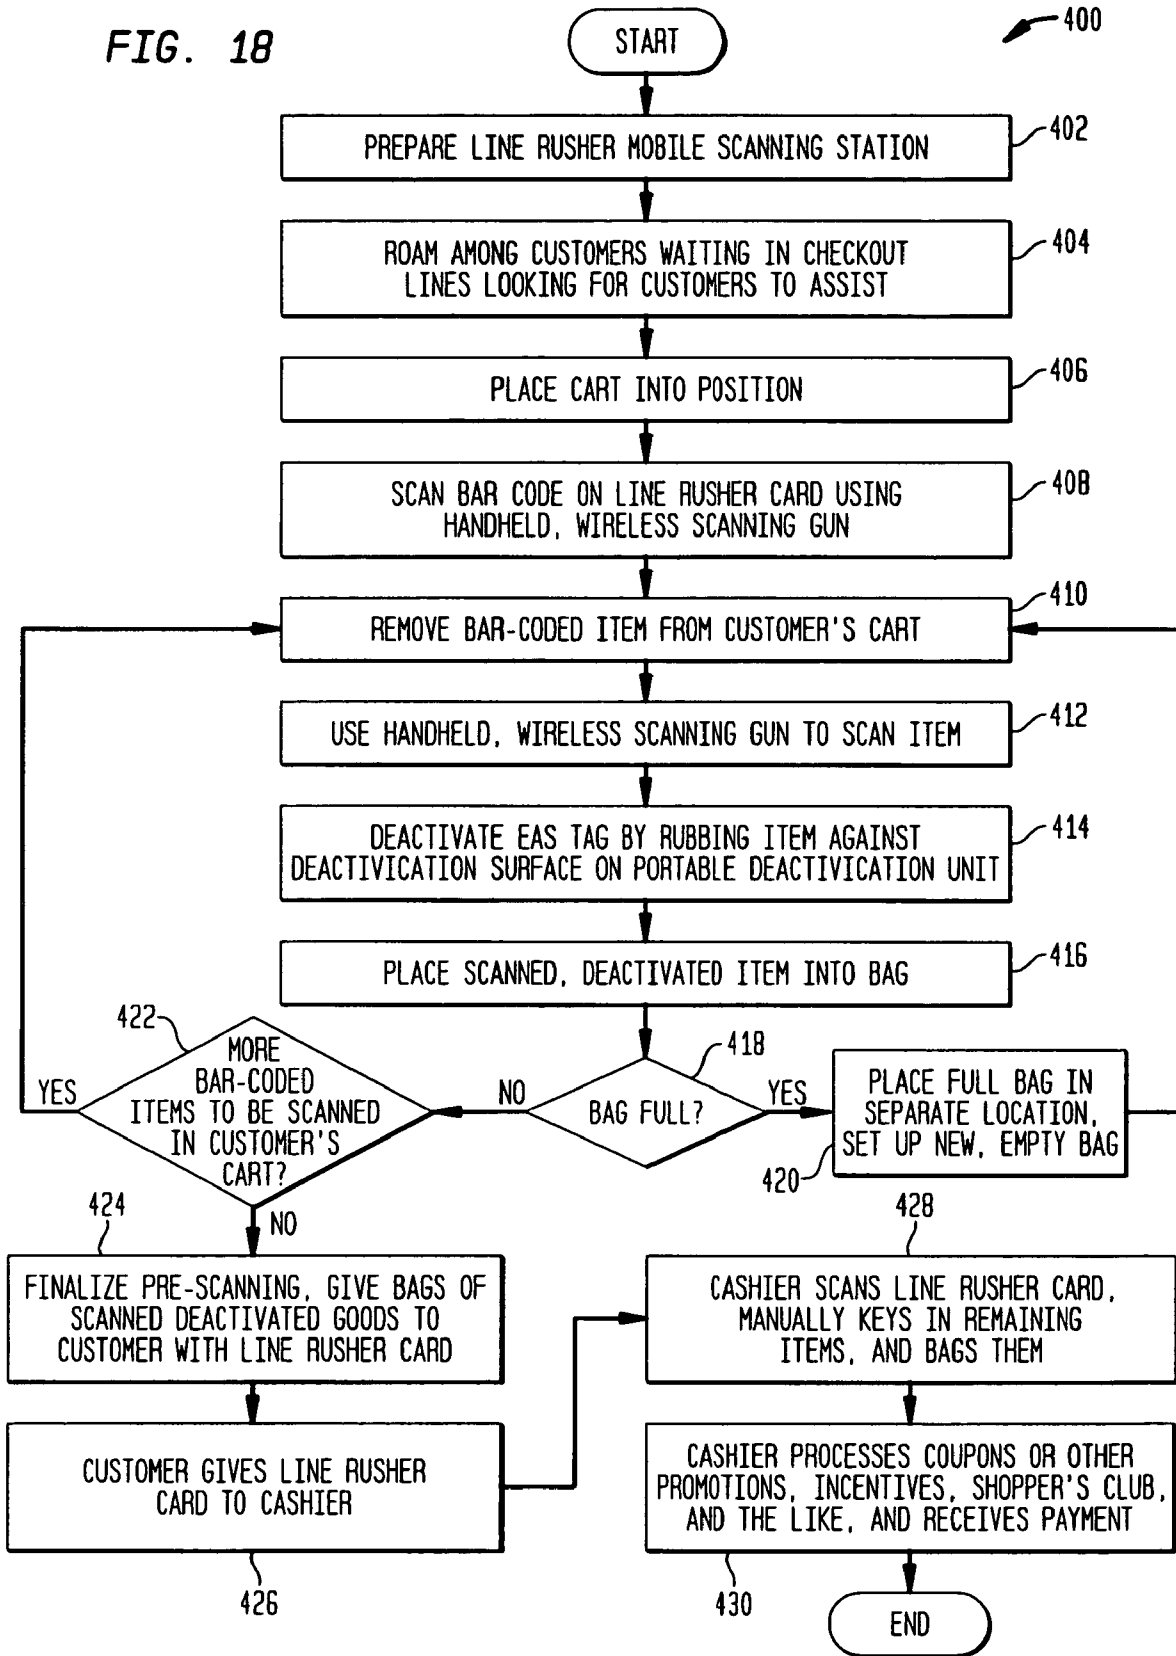 FIG. 18
START
400
PREPARE LINE RUSHER MOBILE SCANNING STATION
402
ROAM AMONG CUSTOMERS WAITING IN CHECKOUT
LINES LOOKING FOR CUSTOMERS TO ASSIST
404
PLACE CART INTO POSITION
406
SCAN BAR CODE ON LINE RUSHER CARD USING
HANDHELD, WIRELESS SCANNING GUN
408
REMOVE BAR-CODED ITEM FROM CUSTOMER'S CART
410
USE HANDHELD, WIRELESS SCANNING GUN TO SCAN ITEM
412
DEACTIVATE EAS TAG BY RUBBING ITEM AGAINST
DEACTIVICATION SURFACE ON PORTABLE DEACTIVICATION UNIT
414
PLACE SCANNED, DEACTIVATED ITEM INTO BAG
416
BAG FULL?
418
NO
YES
PLACE FULL BAG IN
SEPARATE LOCATION,
SET UP NEW, EMPTY BAG
420
422
MORE
BAR-CODED
ITEMS TO BE SCANNED
IN CUSTOMER'S
CART?
YES
NO
424
FINALIZE PRE-SCANNING, GIVE BAGS OF
SCANNED DEACTIVATED GOODS TO
CUSTOMER WITH LINE RUSHER CARD
CUSTOMER GIVES LINE RUSHER
CARD TO CASHIER
426
428
CASHIER SCANS LINE RUSHER CARD,
MANUALLY KEYS IN REMAINING
ITEMS, AND BAGS THEM
CASHIER PROCESSES COUPONS OR OTHER
PROMOTIONS, INCENTIVES, SHOPPER'S CLUB,
AND THE LIKE, AND RECEIVES PAYMENT
430
END